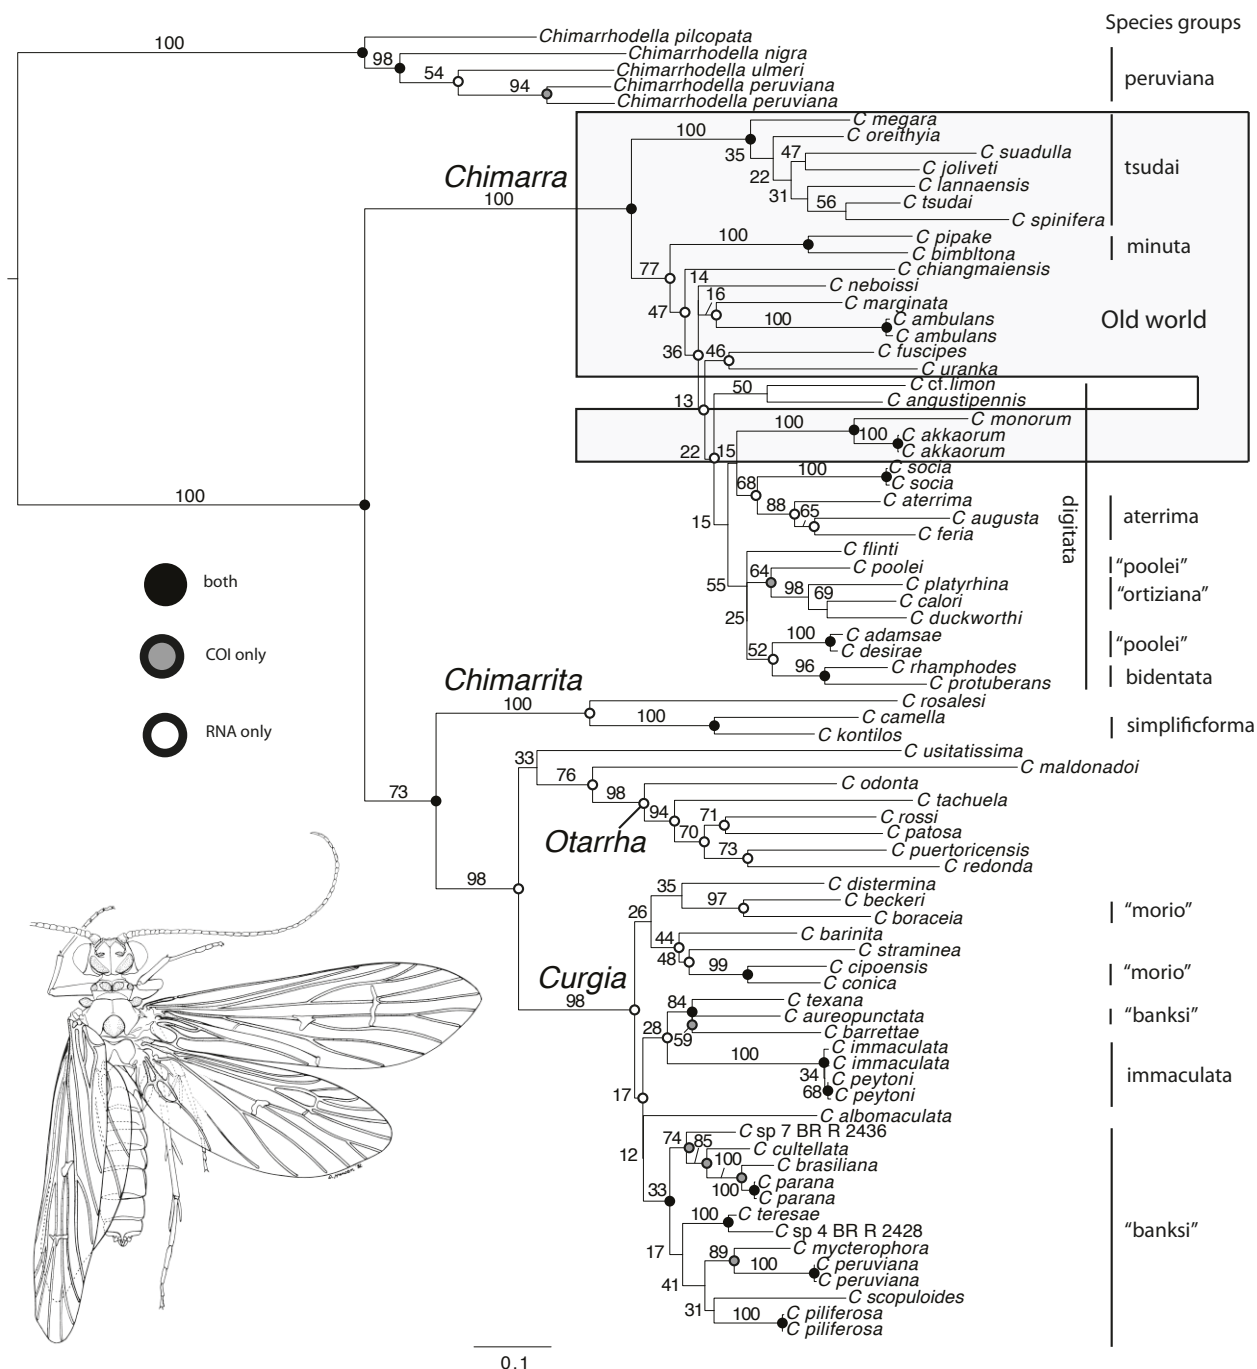 Species groups
100
Chimarrhodella pilcopata
98
Chimarrhodella nigra
54
Chimarrhodella ulmeri
94
Chimarrhodella peruviana
Chimarrhodella peruviana
peruviana
100
C megara
35
C oreithyia
47
C suadulla
tsudai
Chimarra
22
C joliveti
100
31
C lannaensis
56
C tsudai
C spinifera
100
C pipake
minuta
C bimbltona
77
C chiangmaiensis
14
C neboissi
16
C marginata
47
100
C ambulans
Old world
C ambulans
36
46
C fuscipes
C uranka
50
C cf.limon
13
C angustipennis
100
C monorum
100
C akkaorum
22
15
C akkaorum
100
C socia
68
C socia
88
C aterrima
65
C augusta
aterrima
15
C feria
digitata
C flinti
64
C poolei
“poolei”
55
98
C platyrhina
“ortiziana”
69
C calori
25
C duckworthi
100
C adamsae
“poolei”
52
C desirae
96
C rhamphodes
bidentata
C protuberans
100
both
COI only
RNA only
Chimarrita
100
C rosalesi
100
C camella
simplificforma
C kontilos
33
C usitatissima
76
C maldonadoi
73
98
C odonta
94
C tachuela
Otarrha
71
C rossi
70
C patosa
73
C puertoricensis
C redonda
98
35
C distermina
97
C beckeri
“morio”
26
C boraceia
44
C barinita
48
C straminea
Curgia
99
C cipoensis
“morio”
98
C conica
84
C texana
“banksi”
C aureopunctata
28
59
C barrettae
100
C immaculata
C immaculata
immaculata
34
C peytoni
17
68
C peytoni
C albomaculata
12
74
C sp 7 BR R 2436
85
C cultellata
100
C brasiliana
100
C parana
33
C parana
100
C teresae
C sp 4 BR R 2428
“banksi”
17
89
C mycterophora
100
C peruviana
41
C peruviana
31
C scopuloides
100
C piliferosa
C piliferosa
0.1